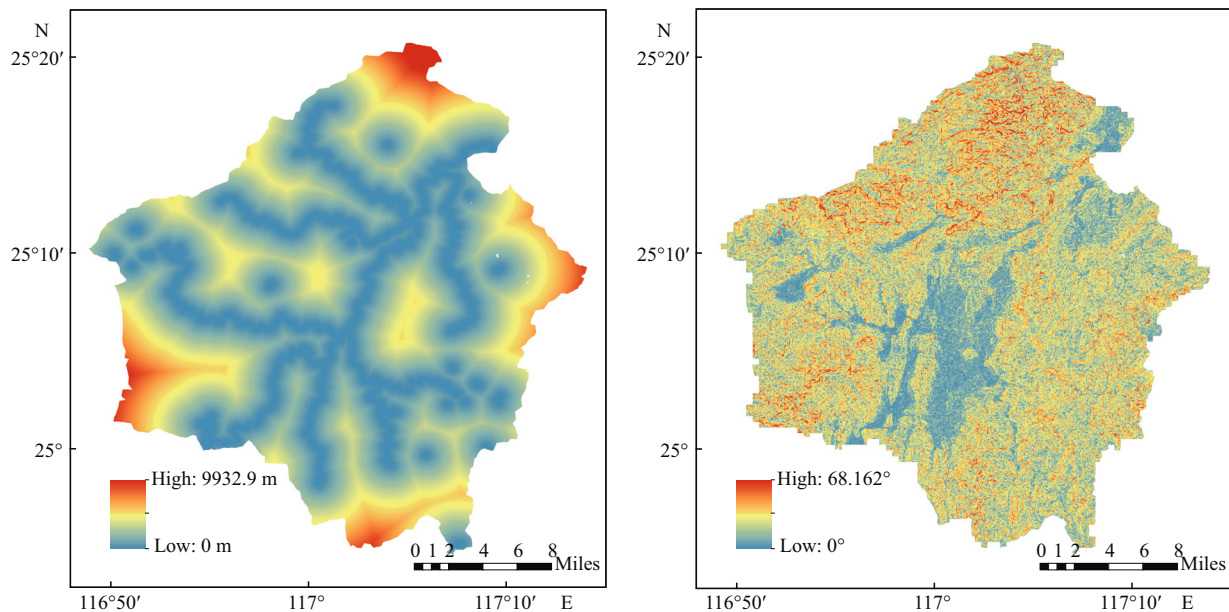 N
25°20′
25°10′
25°
High: 9932.9 m
Low: 0 m
0 1 2 4 6 8
Miles
116°50′ 117° 117°10′ E
N
25°20′
25°10′
25°
High: 68.162°
Low: 0°
0 1 2 4 6 8
Miles
116°50′ 117° 117°10′ E